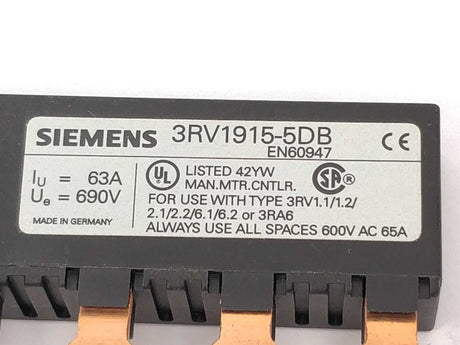 SIEMENS 3RV1915-5DB
EN60947
CE
Iu = 63A
Ue = 690V
MADE IN GERMANY
UL LISTED 42YW
MAN.MTR.CNTLR.
SA
FOR USE WITH TYPE 3RV1.1/1.2/
2.1/2.2/6.1/6.2 or 3RA6
ALWAYS USE ALL SPACES 600V AC 65A